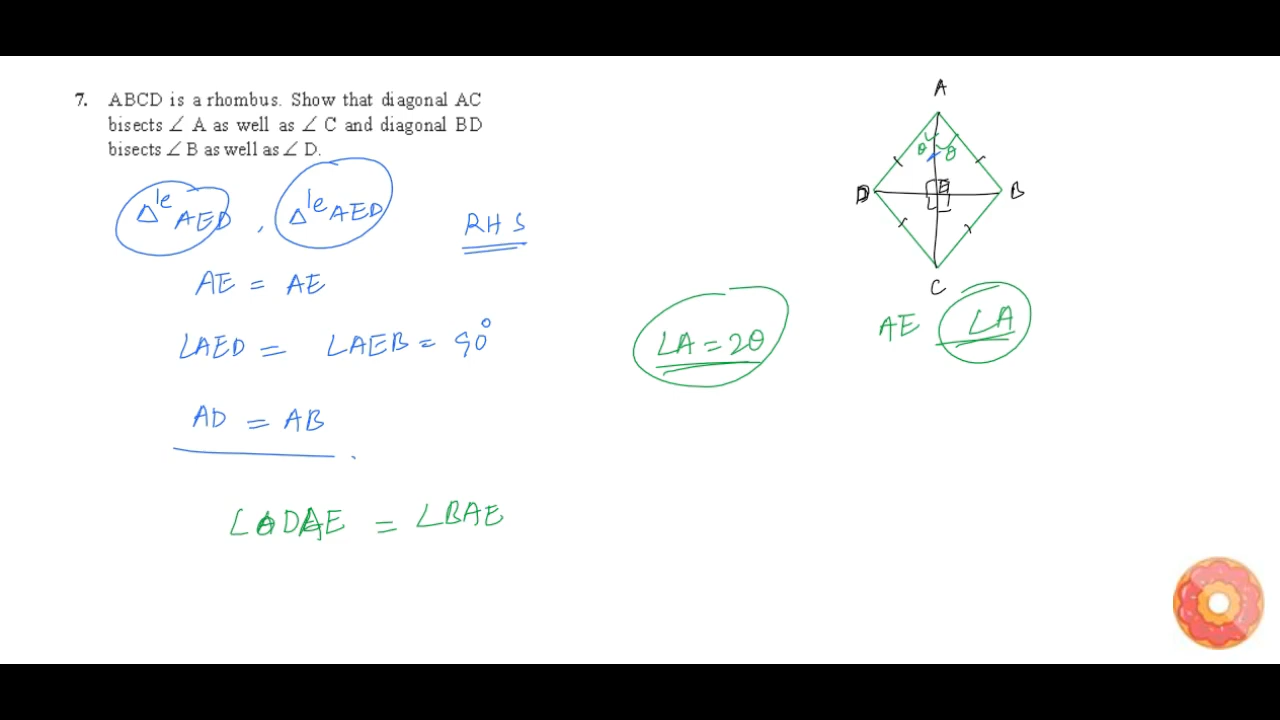 7. ABCD is a rhombus. Show that diagonal AC
bisects ∠ A as well as ∠ C and diagonal BD
bisects ∠ B as well as ∠ D.
Δle AED , Δle AED
RHS
AE = AE
∠AED = ∠AEB = 90°
AD = AB
∠DAE = ∠BAE
A
θ θ
D E B
C
AE ∠A
∠A = 2θ